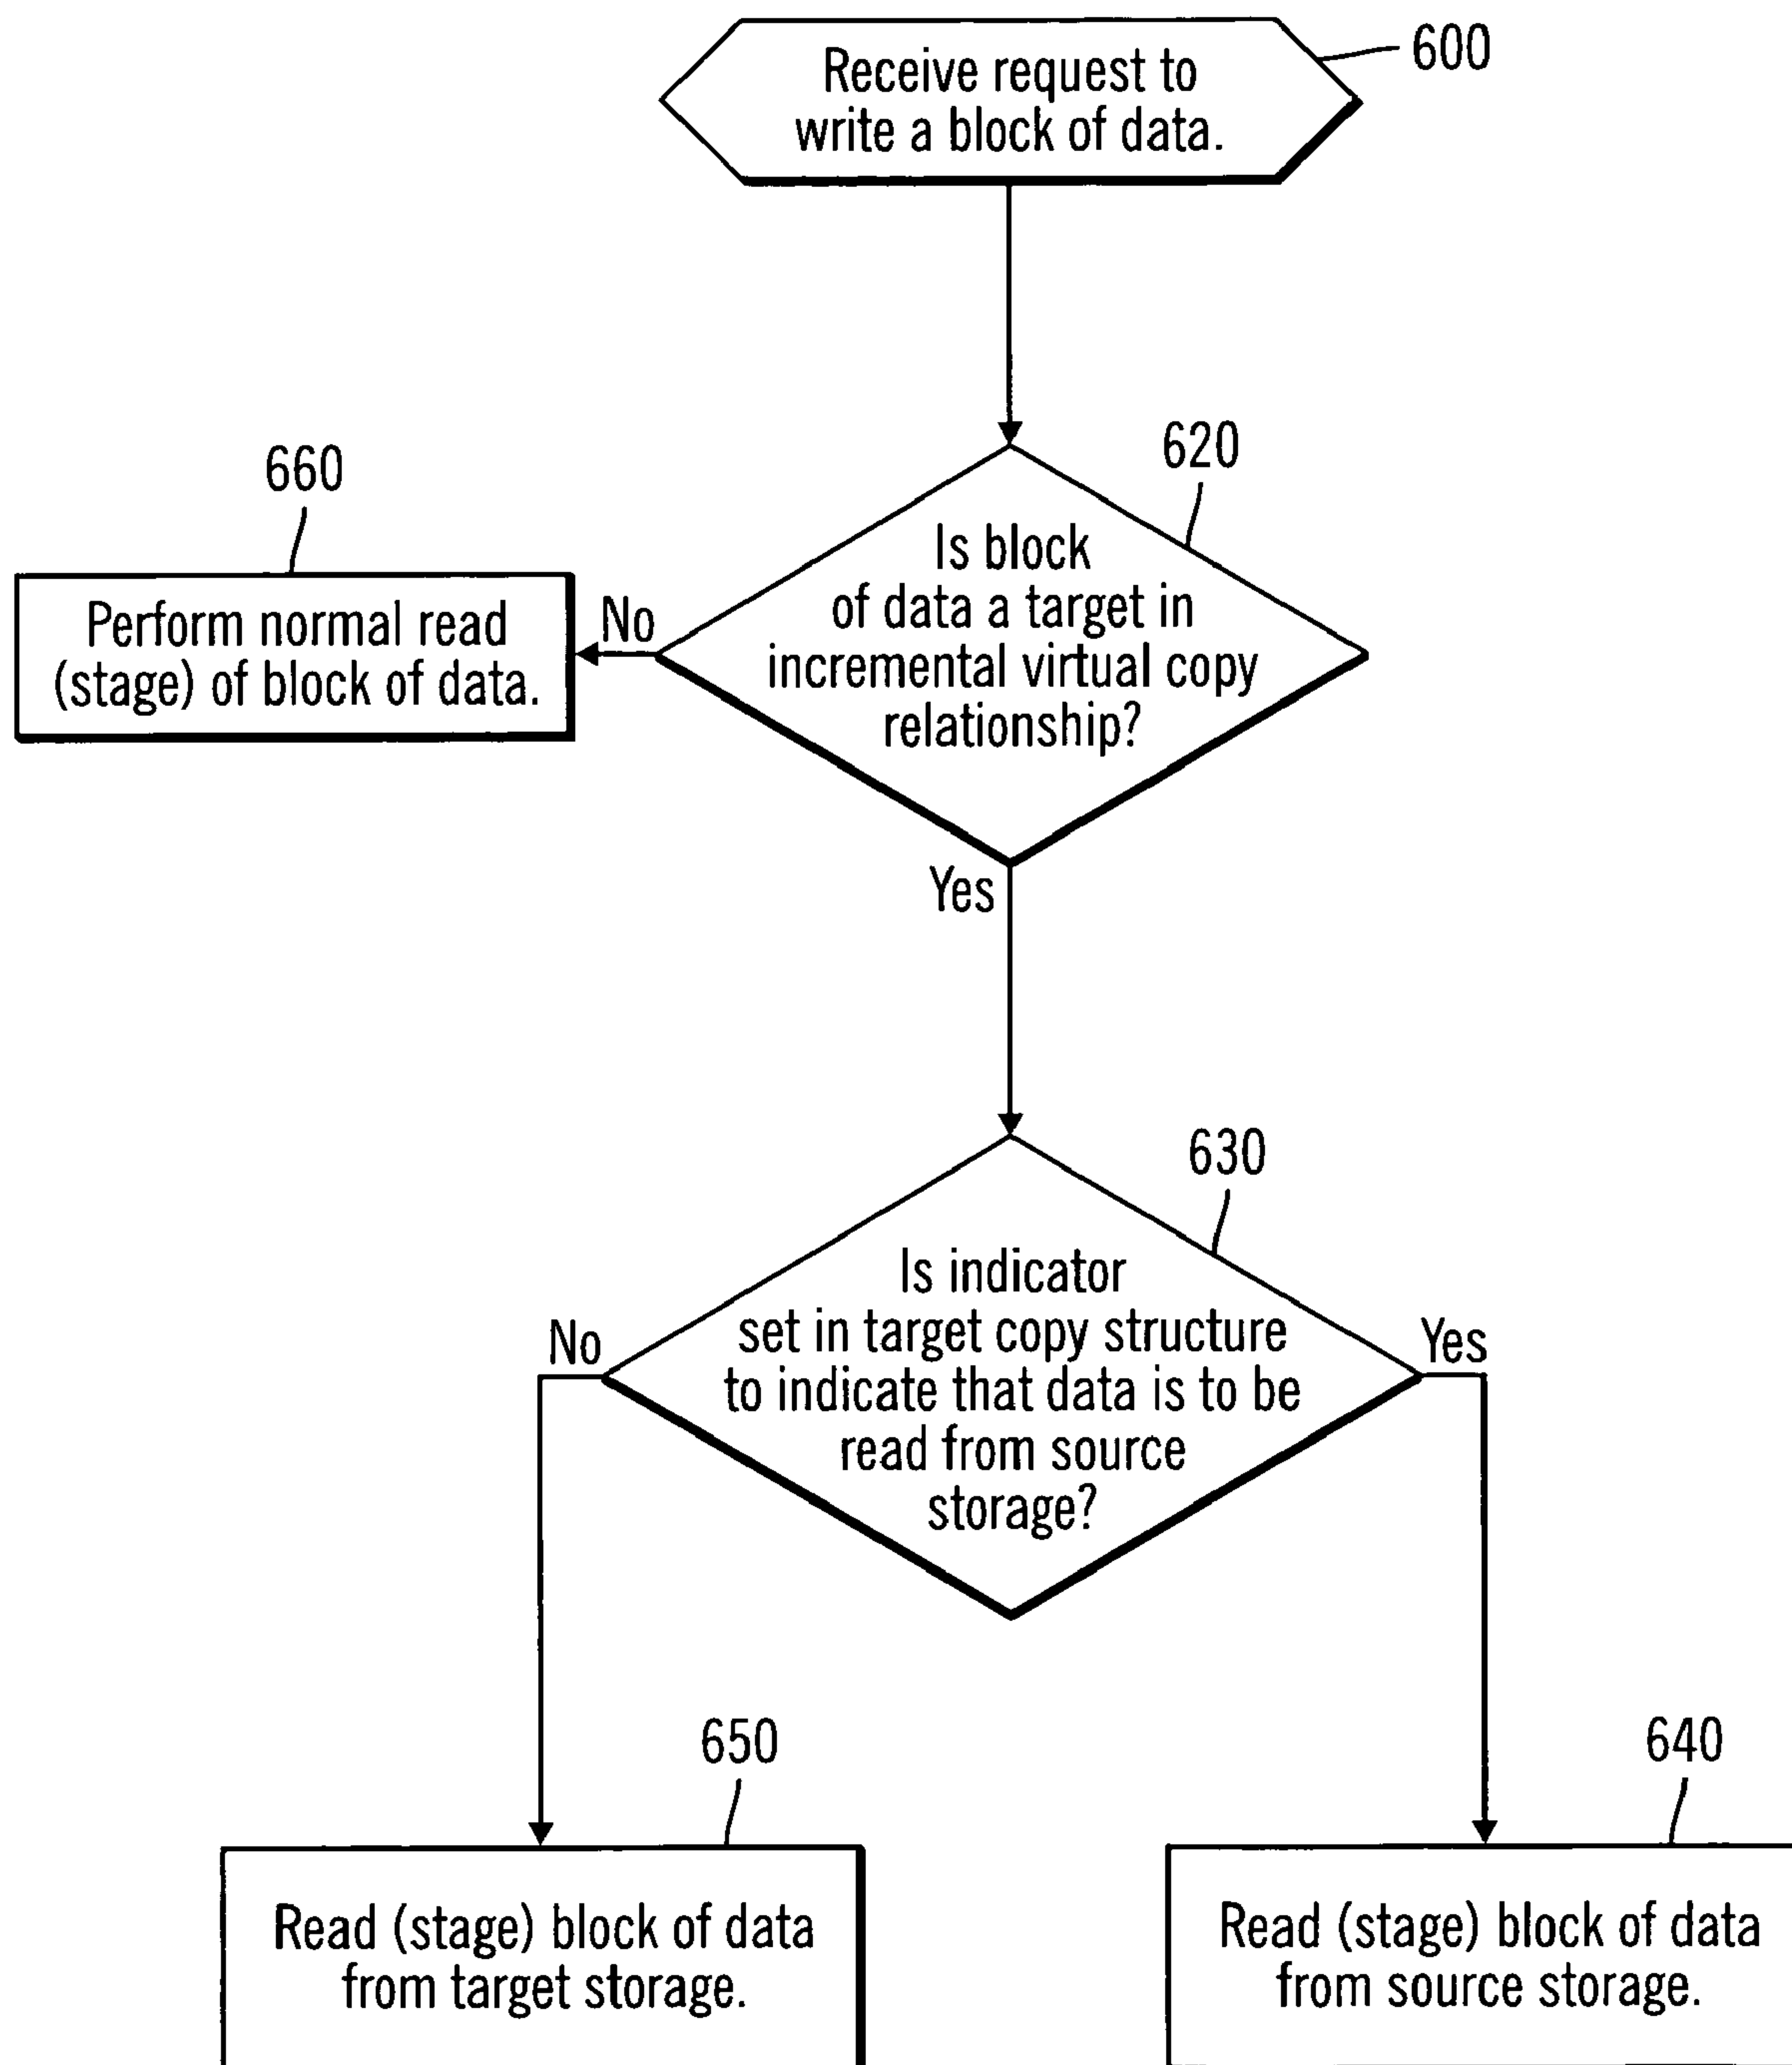 Receive request to
write a block of data.
600
620
660
Is block
of data a target in
incremental virtual copy
relationship?
Perform normal read
(stage) of block of data.
No
Yes
630
Is indicator
set in target copy structure
to indicate that data is to be
read from source
storage?
No
Yes
650
640
Read (stage) block of data
from target storage.
Read (stage) block of data
from source storage.